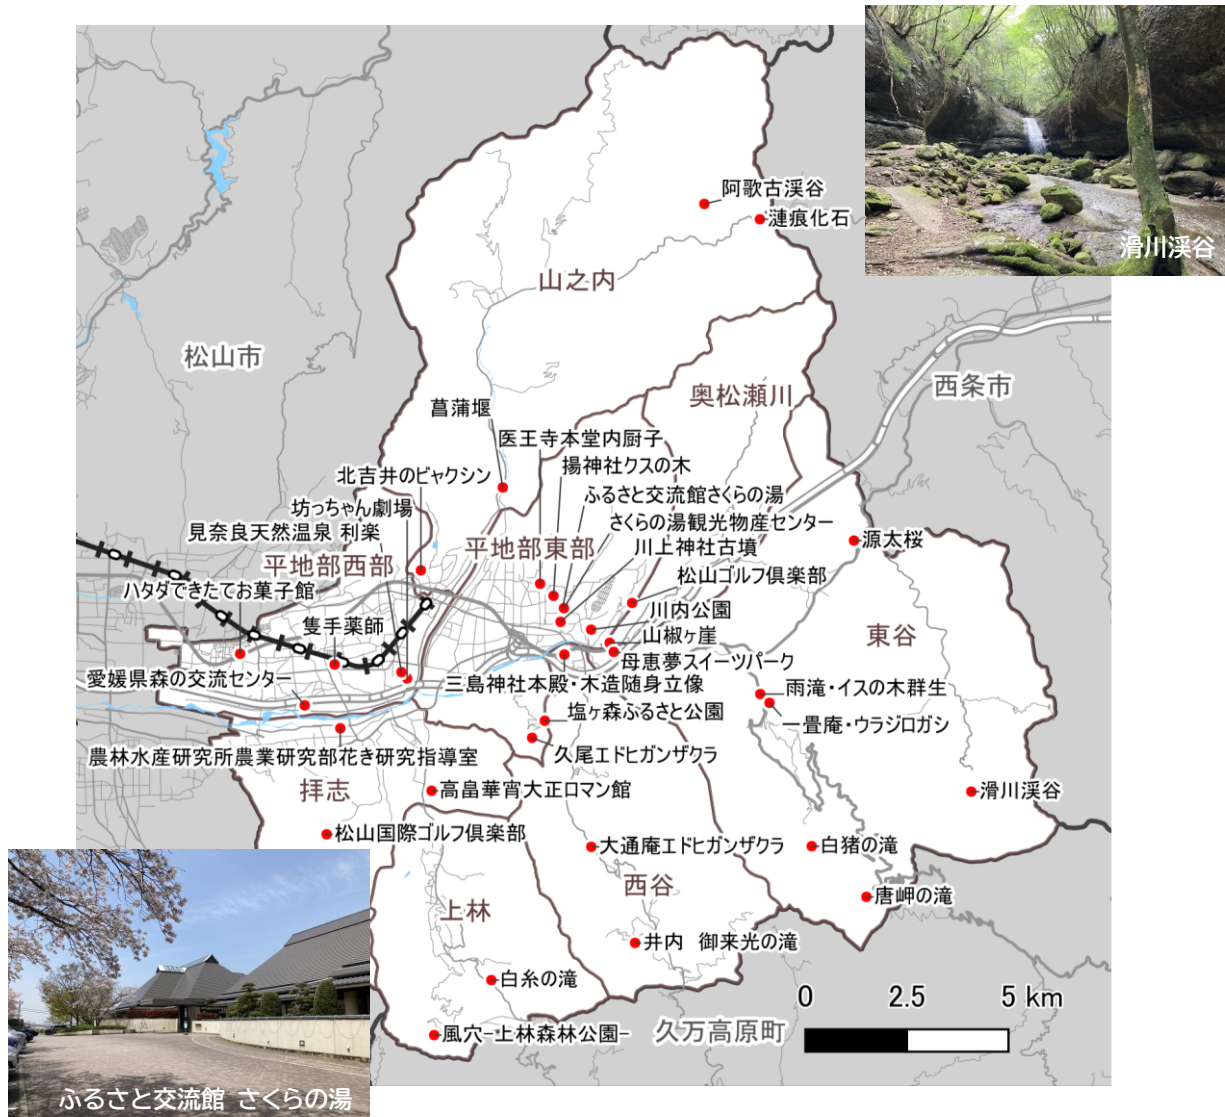 滑川渓谷
阿歌古渓谷
漣痕化石
山之内
松山市
西条市
奥松瀬川
菖蒲堰
医王寺本堂内厨子
揚神社クスの木
北吉井のビャクシン
ふるさと交流館さくらの湯
坊っちゃん劇場
さくらの湯観光物産センター
見奈良天然温泉 利楽
川上神社古墳
源太桜
平地部東部
平地部西部
松山ゴルフ倶楽部
ハタダできたてお菓子館
川内公園
隻手薬師
山椒ヶ崖
東谷
母恵夢スイーツパーク
愛媛県森の交流センター
三島神社本殿・木造随身立像
雨滝・イスの木群生
塩ヶ森ふるさと公園
一畳庵・ウラジロガシ
農林水産研究所農業研究部花き研究指導室
久尾エドヒガンザクラ
拝志
高畠華宵大正ロマン館
滑川渓谷
松山国際ゴルフ倶楽部
大通庵エドヒガンザクラ
白猪の滝
西谷
唐岬の滝
上林
井内 御来光の滝
白糸の滝
0 2.5 5 km
風穴-上林森林公園-
久万高原町
ふるさと交流館 さくらの湯